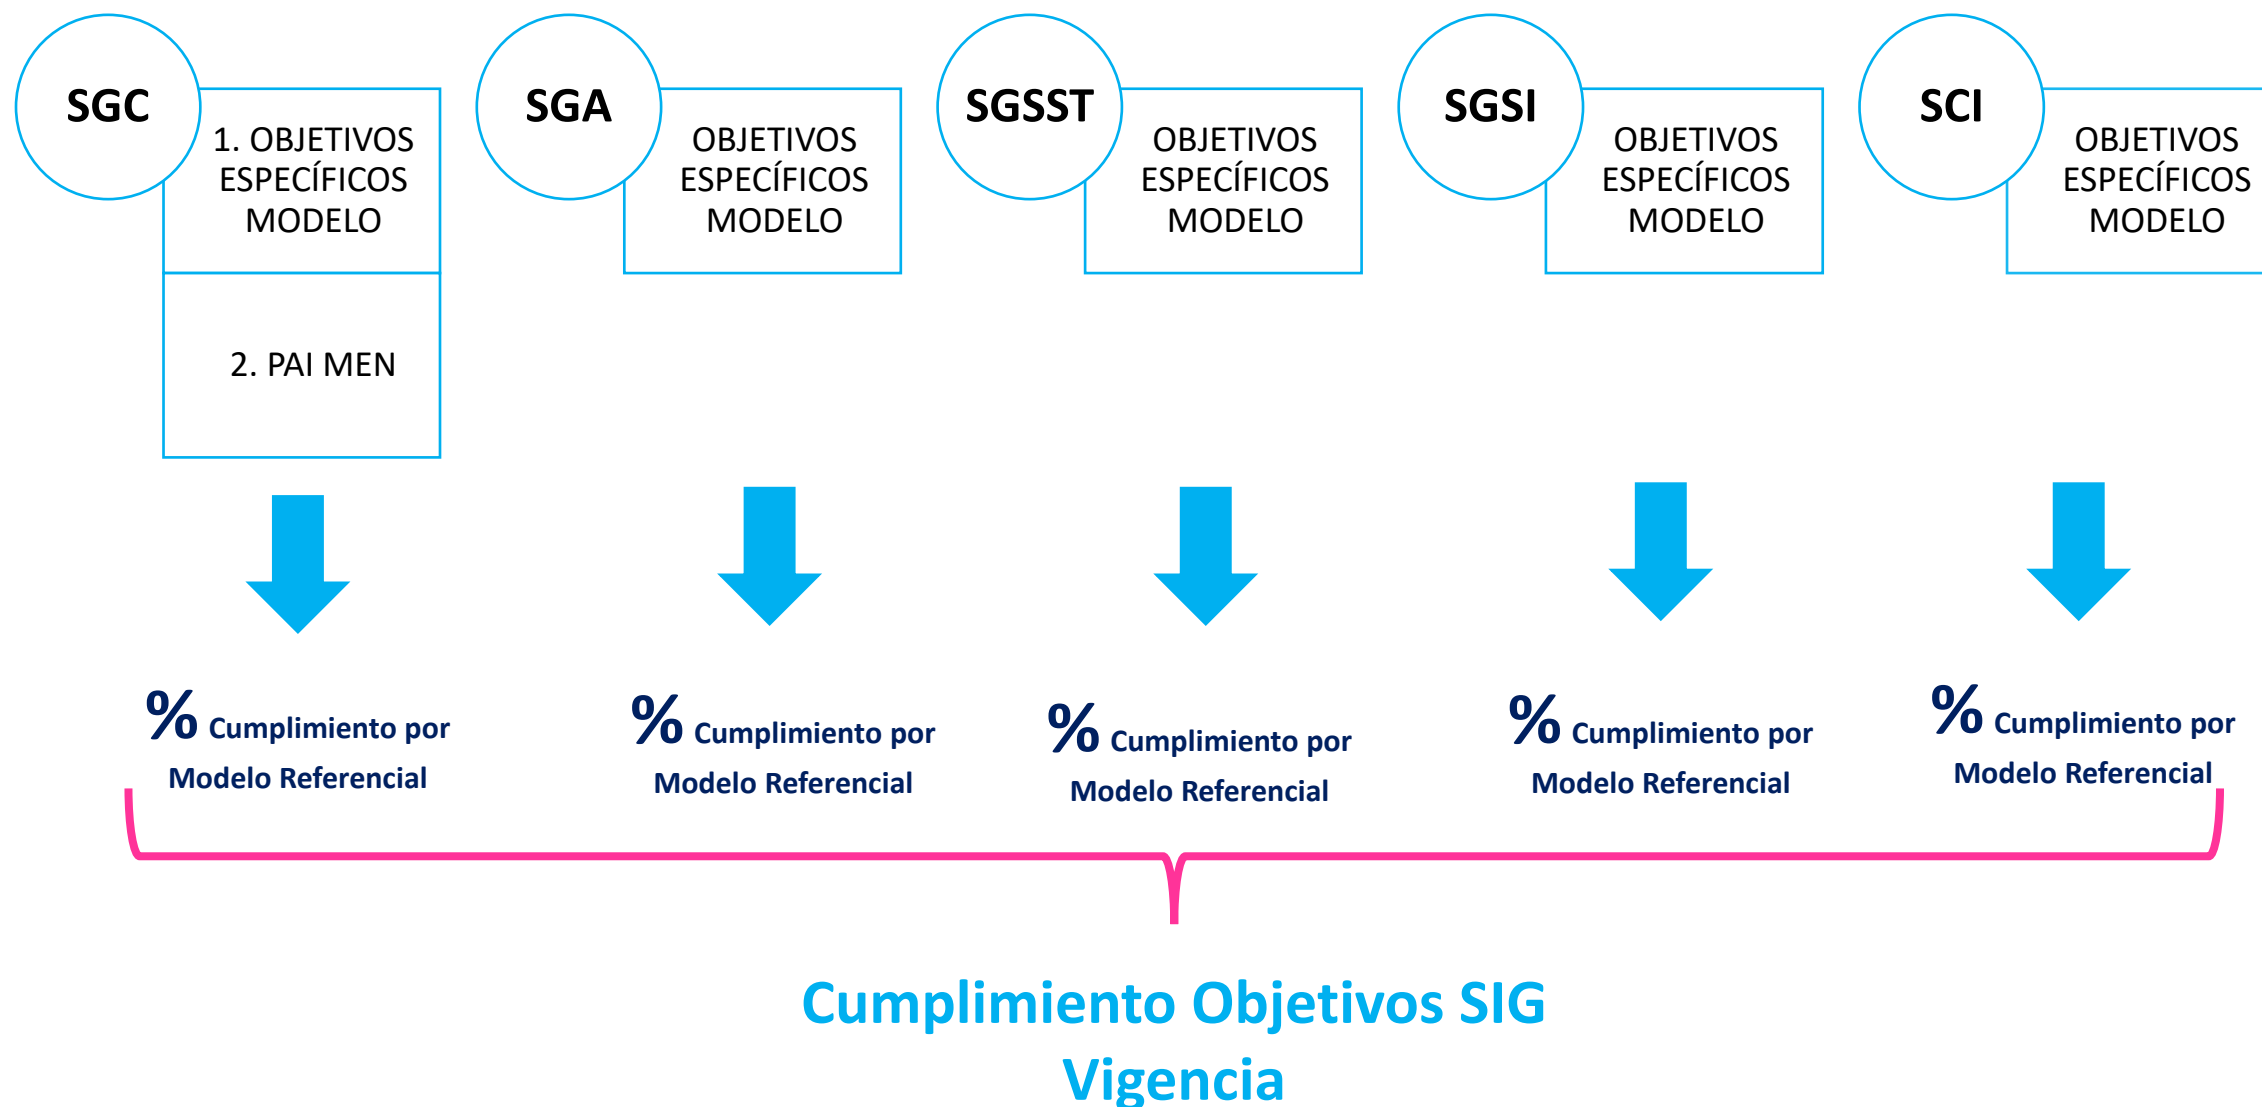 SGC
1. OBJETIVOS
ESPECÍFICOS
MODELO
2. PAI MEN
SGA
OBJETIVOS
ESPECÍFICOS
MODELO
SGSST
OBJETIVOS
ESPECÍFICOS
MODELO
SGSI
OBJETIVOS
ESPECÍFICOS
MODELO
SCI
OBJETIVOS
ESPECÍFICOS
MODELO
% Cumplimiento por
Modelo Referencial
% Cumplimiento por
Modelo Referencial
% Cumplimiento por
Modelo Referencial
% Cumplimiento por
Modelo Referencial
% Cumplimiento por
Modelo Referencial
Cumplimiento Objetivos SIG
Vigencia